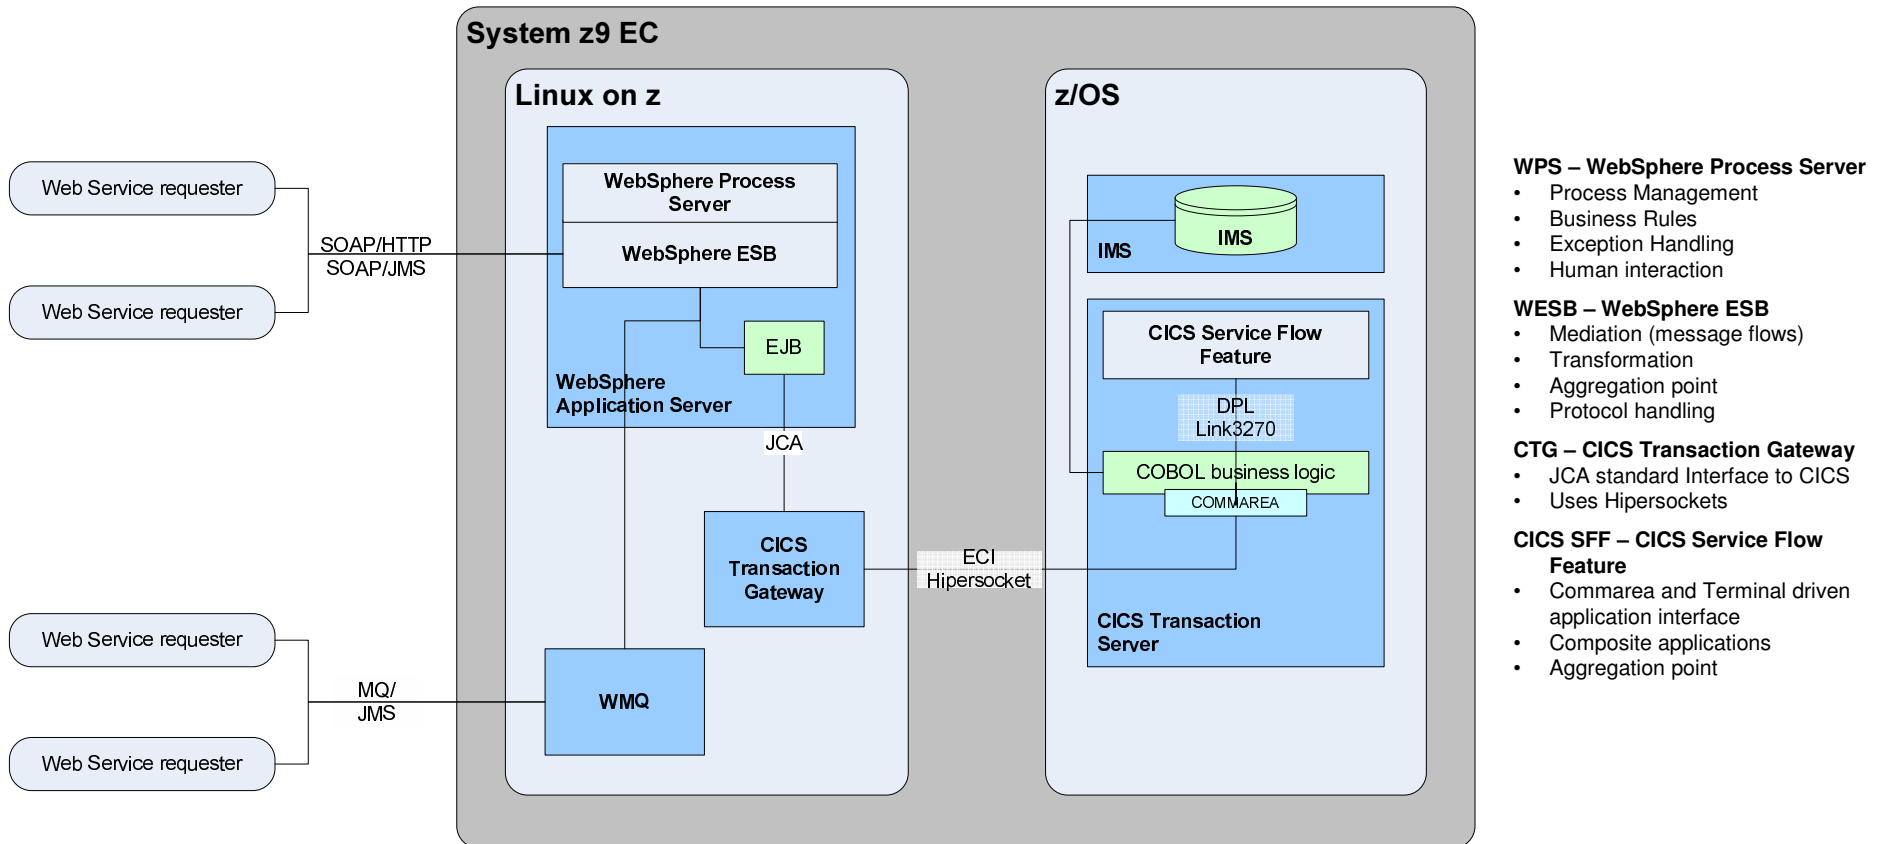 System z9 EC
Linux on z
z/OS
Web Service requester
Web Service requester
SOAP/HTTP
SOAP/JMS
WebSphere Process
Server
WebSphere ESB
EJB
WebSphere
Application Server
JCA
CICS
Transaction
Gateway
ECI
Hipersocket
Web Service requester
Web Service requester
MQ/
JMS
WMQ
IMS
IMS
CICS Service Flow
Feature
DPL
Link3270
COBOL business logic
COMMAREA
CICS Transaction
Server
WPS – WebSphere Process Server
• Process Management
• Business Rules
• Exception Handling
• Human interaction
WESB – WebSphere ESB
• Mediation (message flows)
• Transformation
• Aggregation point
• Protocol handling
CTG – CICS Transaction Gateway
• JCA standard Interface to CICS
• Uses Hipersockets
CICS SFF – CICS Service Flow
Feature
• Commarea and Terminal driven
application interface
• Composite applications
• Aggregation point